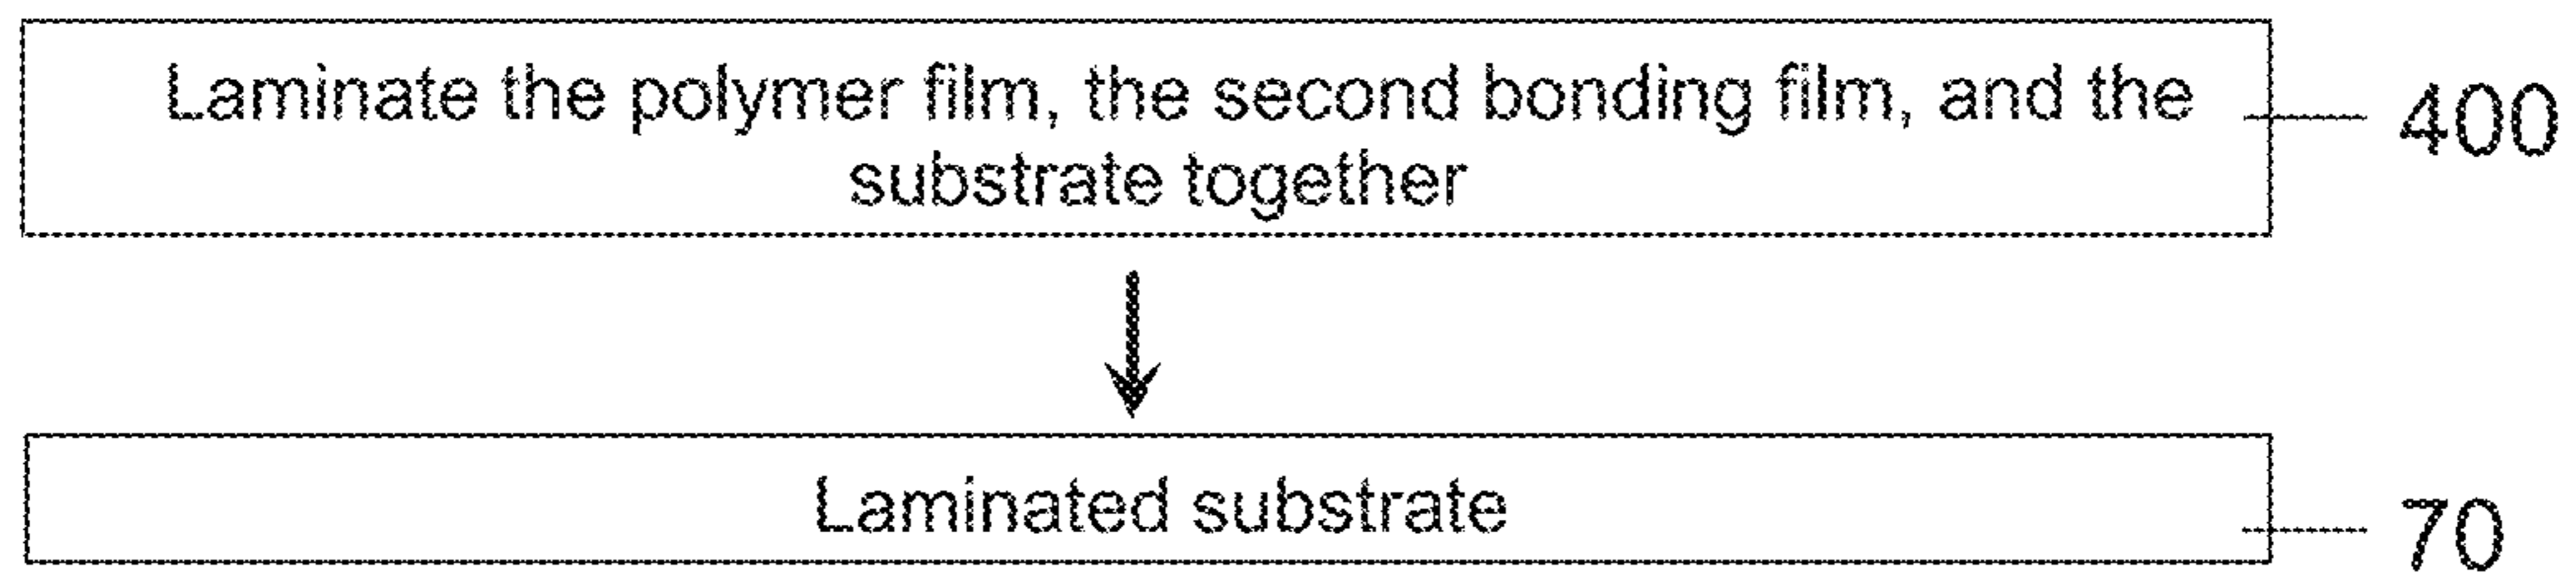 Laminate the polymer film, the second bonding film, and the
substrate together
400
Laminated substrate
70